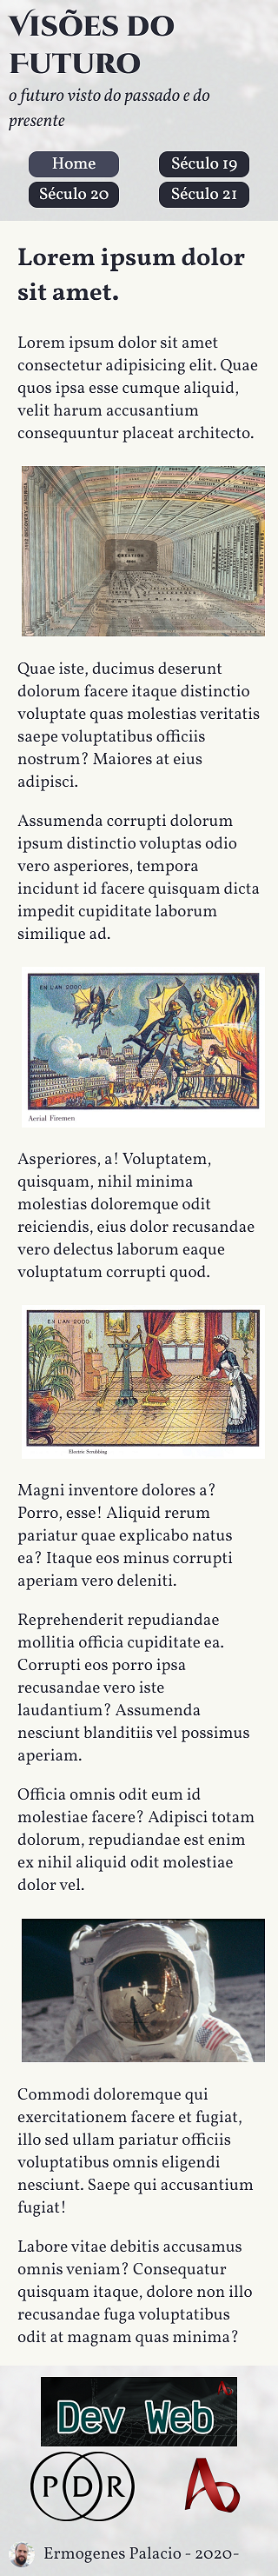 Visões do
Futuro
o futuro visto do passado e do
presente
Home
Século 19
Século 20
Século 21
Lorem ipsum dolor
sit amet.
Lorem ipsum dolor sit amet
consectetur adipisicing elit. Quae
quos ipsa esse cumque aliquid,
velit harum accusantium
consequuntur placeat architecto.
Quae iste, ducimus deserunt
dolorum facere itaque distinctio
voluptate quas molestias veritatis
saepe voluptatibus officiis
nostrum? Maiores at eius
adipisci.
Assumenda corrupti dolorum
ipsum distinctio voluptas odio
vero asperiores, tempora
incidunt id facere quisquam dicta
impedit cupiditate laborum
similique ad.
EN L'AN 2000
Aerial Firemen
Asperiores, a! Voluptatem,
quisquam, nihil minima
molestias doloremque odit
reiciendis, eius dolor recusandae
vero delectus laborum eaque
voluptatum corrupti quod.
EN L'AN 2000
Electric Scrubbing
Magni inventore dolores a?
Porro, esse! Aliquid rerum
pariatur quae explicabo natus
ea? Itaque eos minus corrupti
aperiam vero deleniti.
Reprehenderit repudiandae
mollitia officia cupiditate ea.
Corrupti eos porro ipsa
recusandae vero iste
laudantium? Assumenda
nesciunt blanditiis vel possimus
aperiam.
Officia omnis odit eum id
molestiae facere? Adipisci totam
dolorum, repudiandae est enim
ex nihil aliquid odit molestiae
dolor vel.
Commodi doloremque qui
exercitationem facere et fugiat,
illo sed ullam pariatur officiis
voluptatibus omnis eligendi
nesciunt. Saepe qui accusantium
fugiat!
Labore vitae debitis accusamus
omnis veniam? Consequatur
quisquam itaque, dolore non illo
recusandae fuga voluptatibus
odit at magnam quas minima?
Dev Web
PDR
Ermogenes Palacio - 2020-